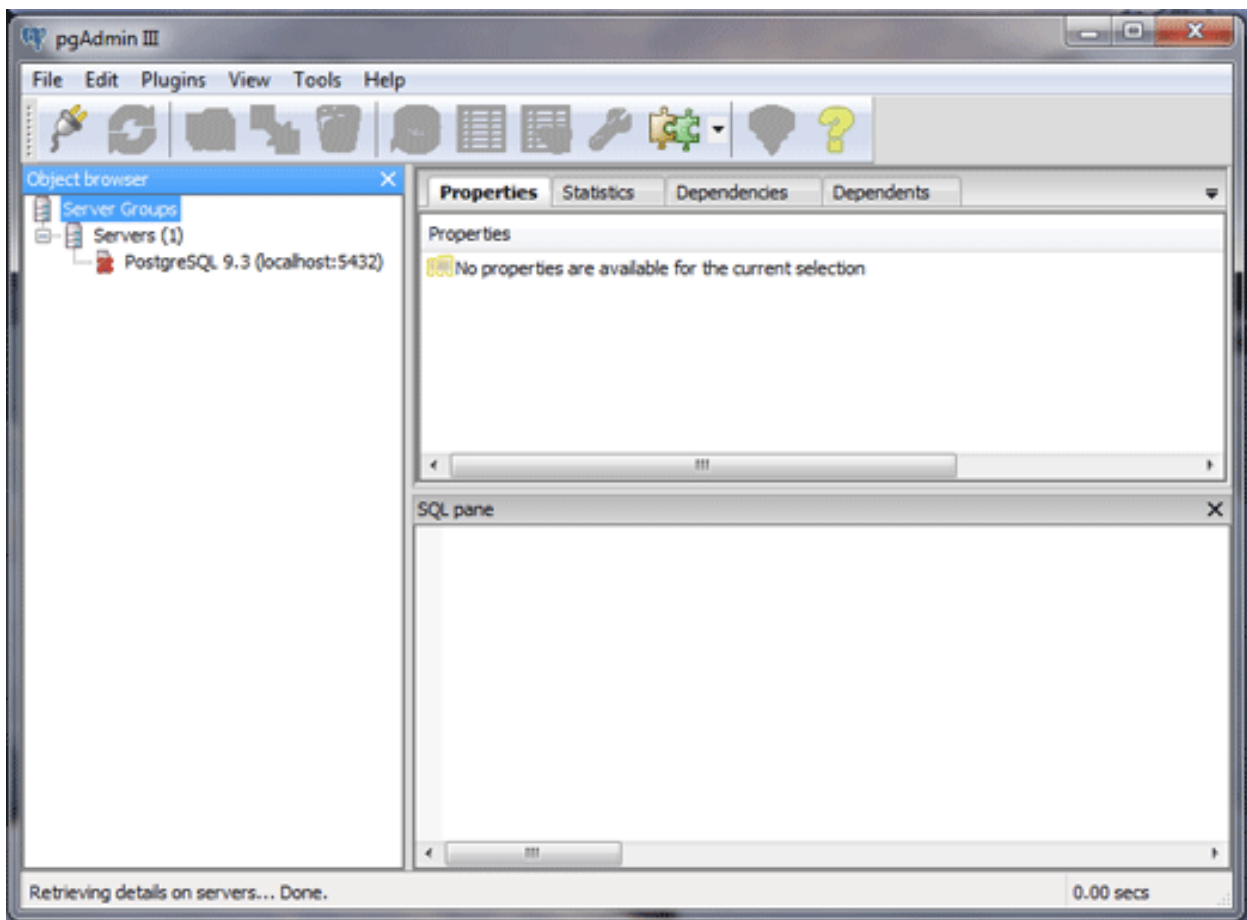 pgAdmin III
File Edit Plugins View Tools Help
Object browser
Server Groups
Servers (1)
PostgreSQL 9.3 (localhost:5432)
Properties Statistics Dependencies Dependents
Properties
No properties are available for the current selection
SQL pane
Retrieving details on servers... Done.
0.00 secs